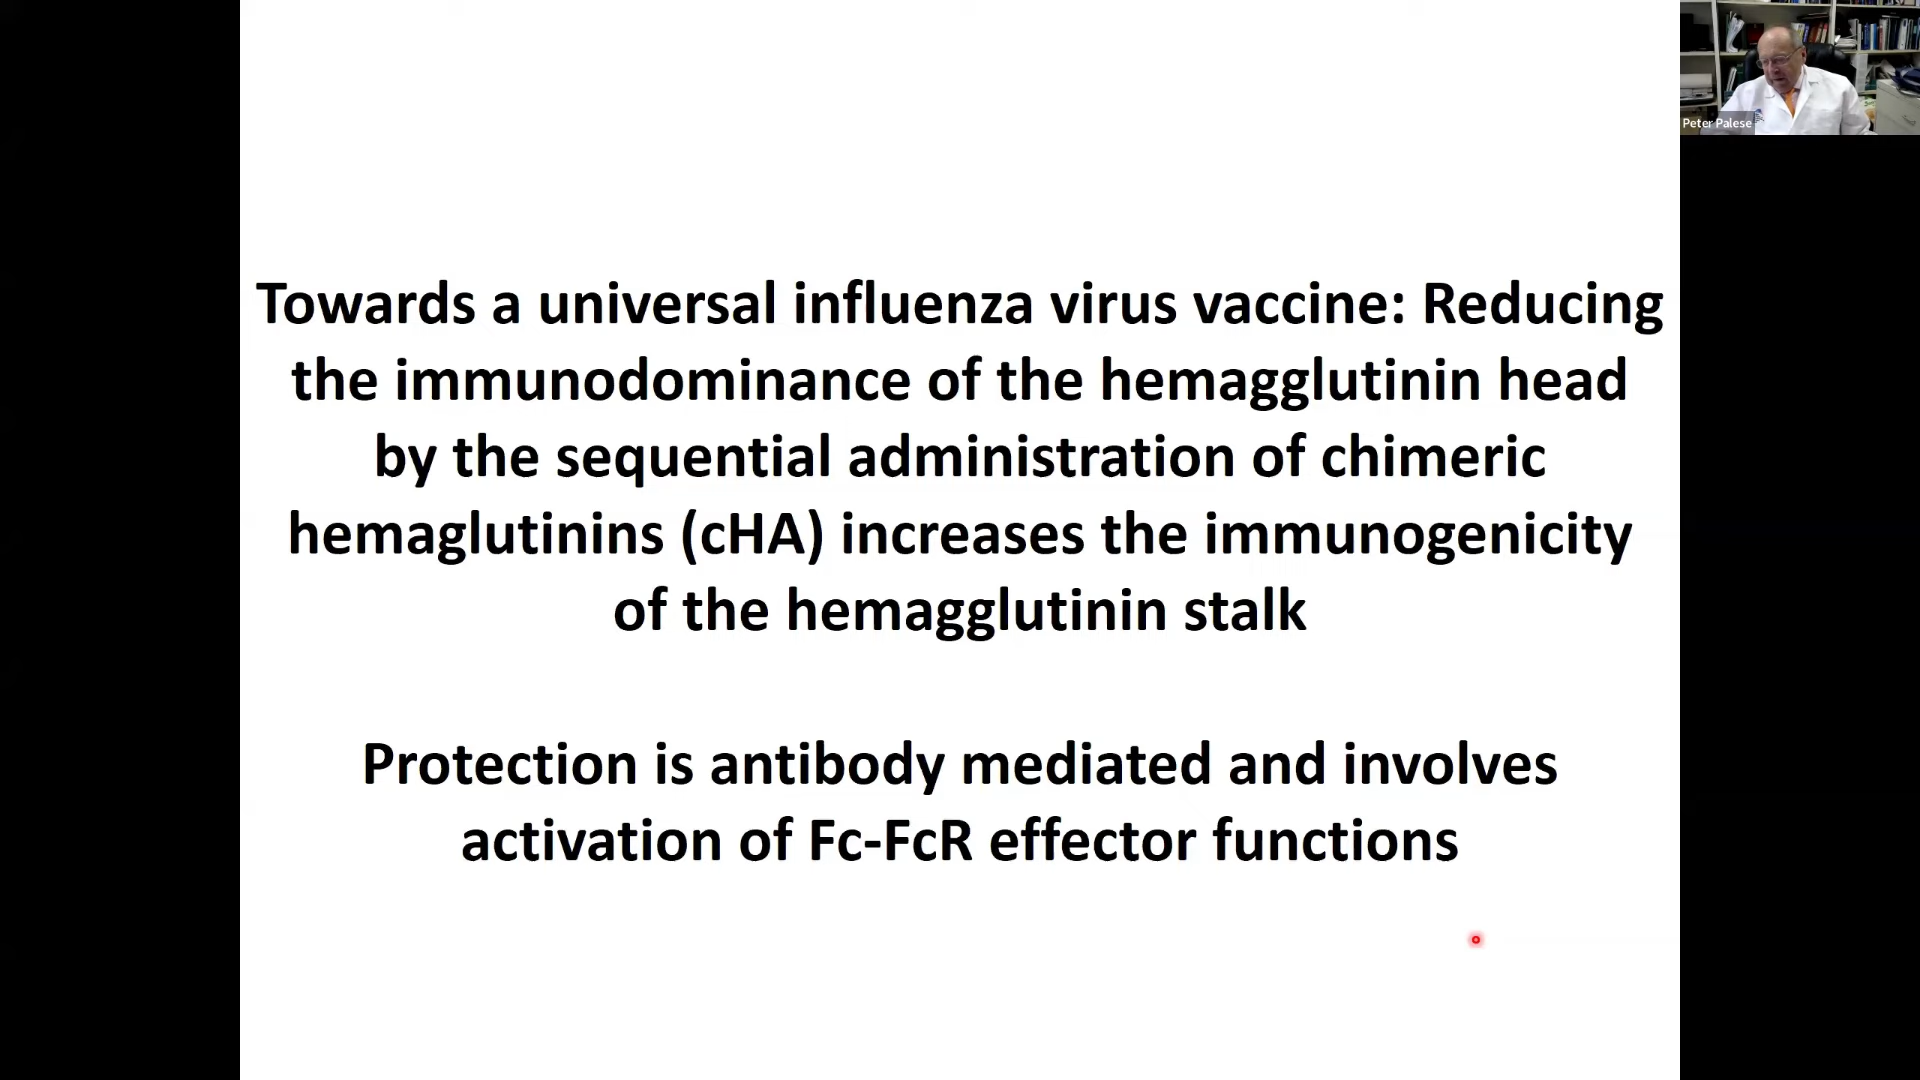 Peter Palese
Towards a universal influenza virus vaccine: Reducing
the immunodominance of the hemagglutinin head
by the sequential administration of chimeric
hemaglutinins (cHA) increases the immunogenicity
of the hemagglutinin stalk
Protection is antibody mediated and involves
activation of Fc-FcR effector functions